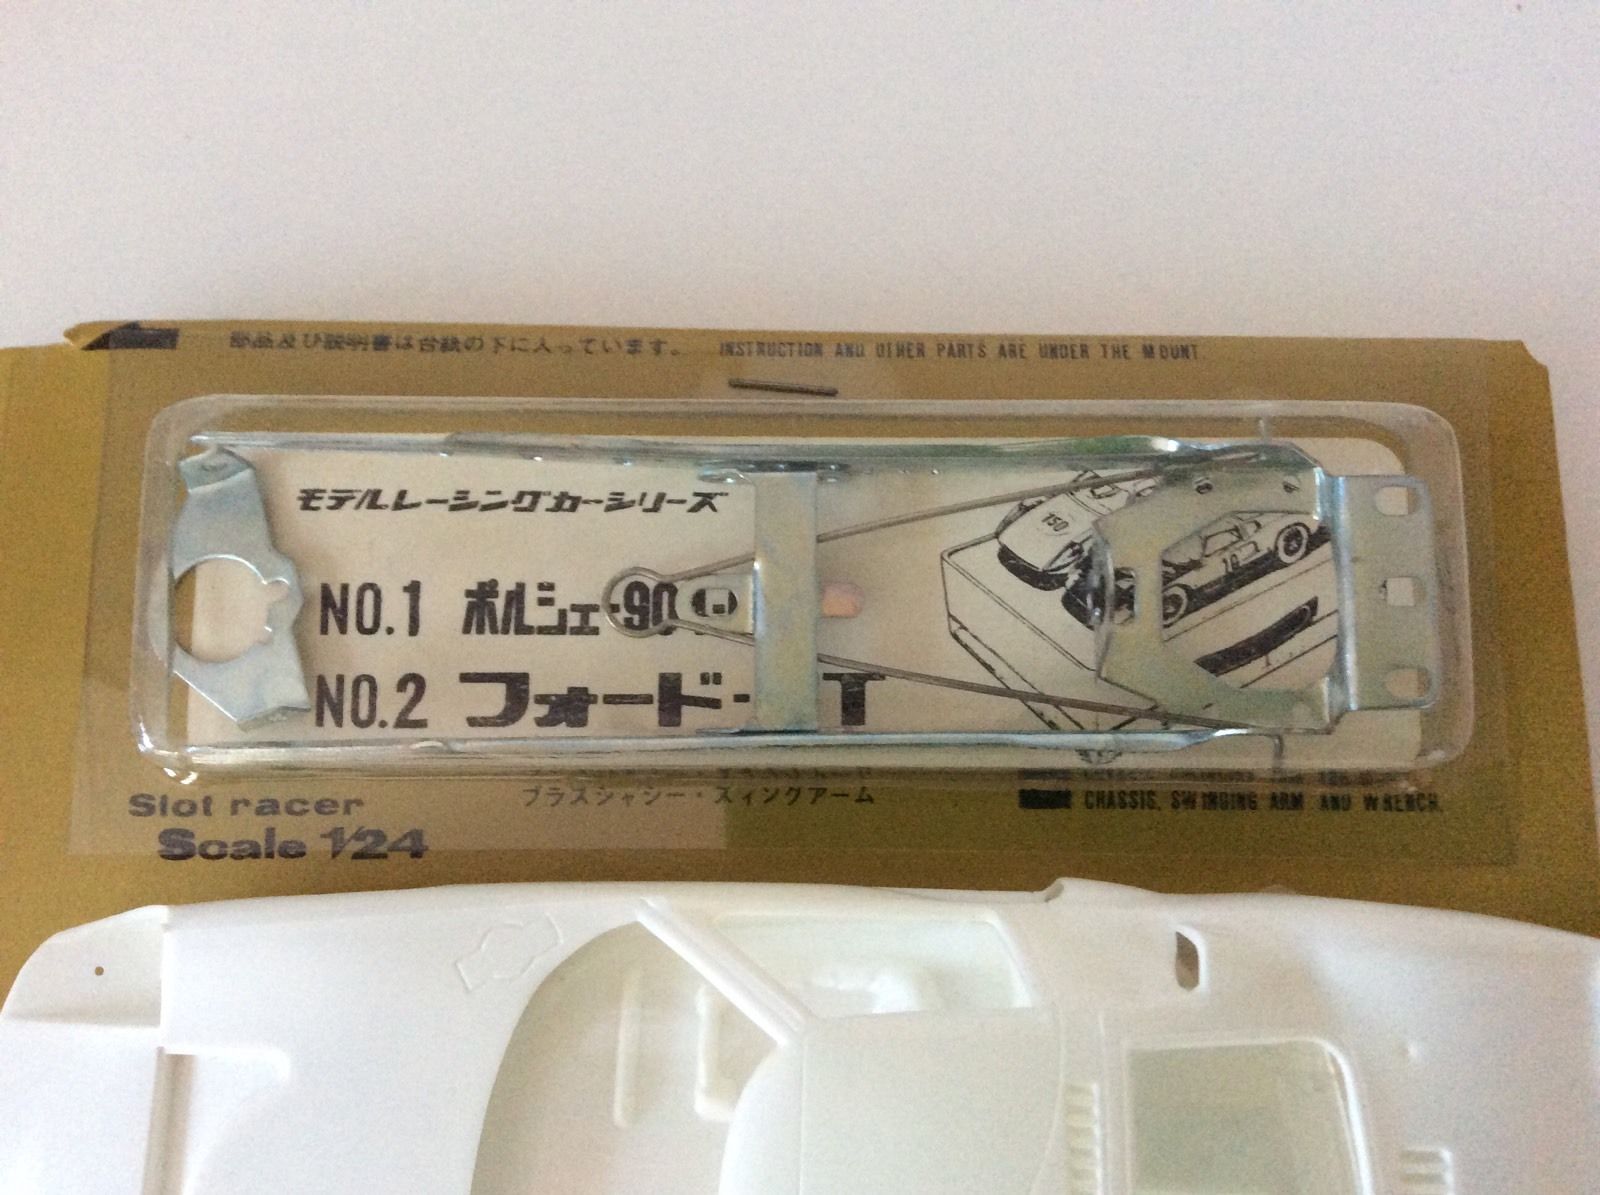 部品及び説明書は台紙の下に入っています。 INSTRUCTION AND OTHER PARTS ARE UNDER THE MOUNT
モデルレーシングカーシリーズ
NO.1 ポルシェ-90
NO.2 フォード- T
150
70
Slot racer
Scale 1/24
ブラスシャシー・スィングアーム
CHASSIS, SWINGING ARM AND WRENCH.